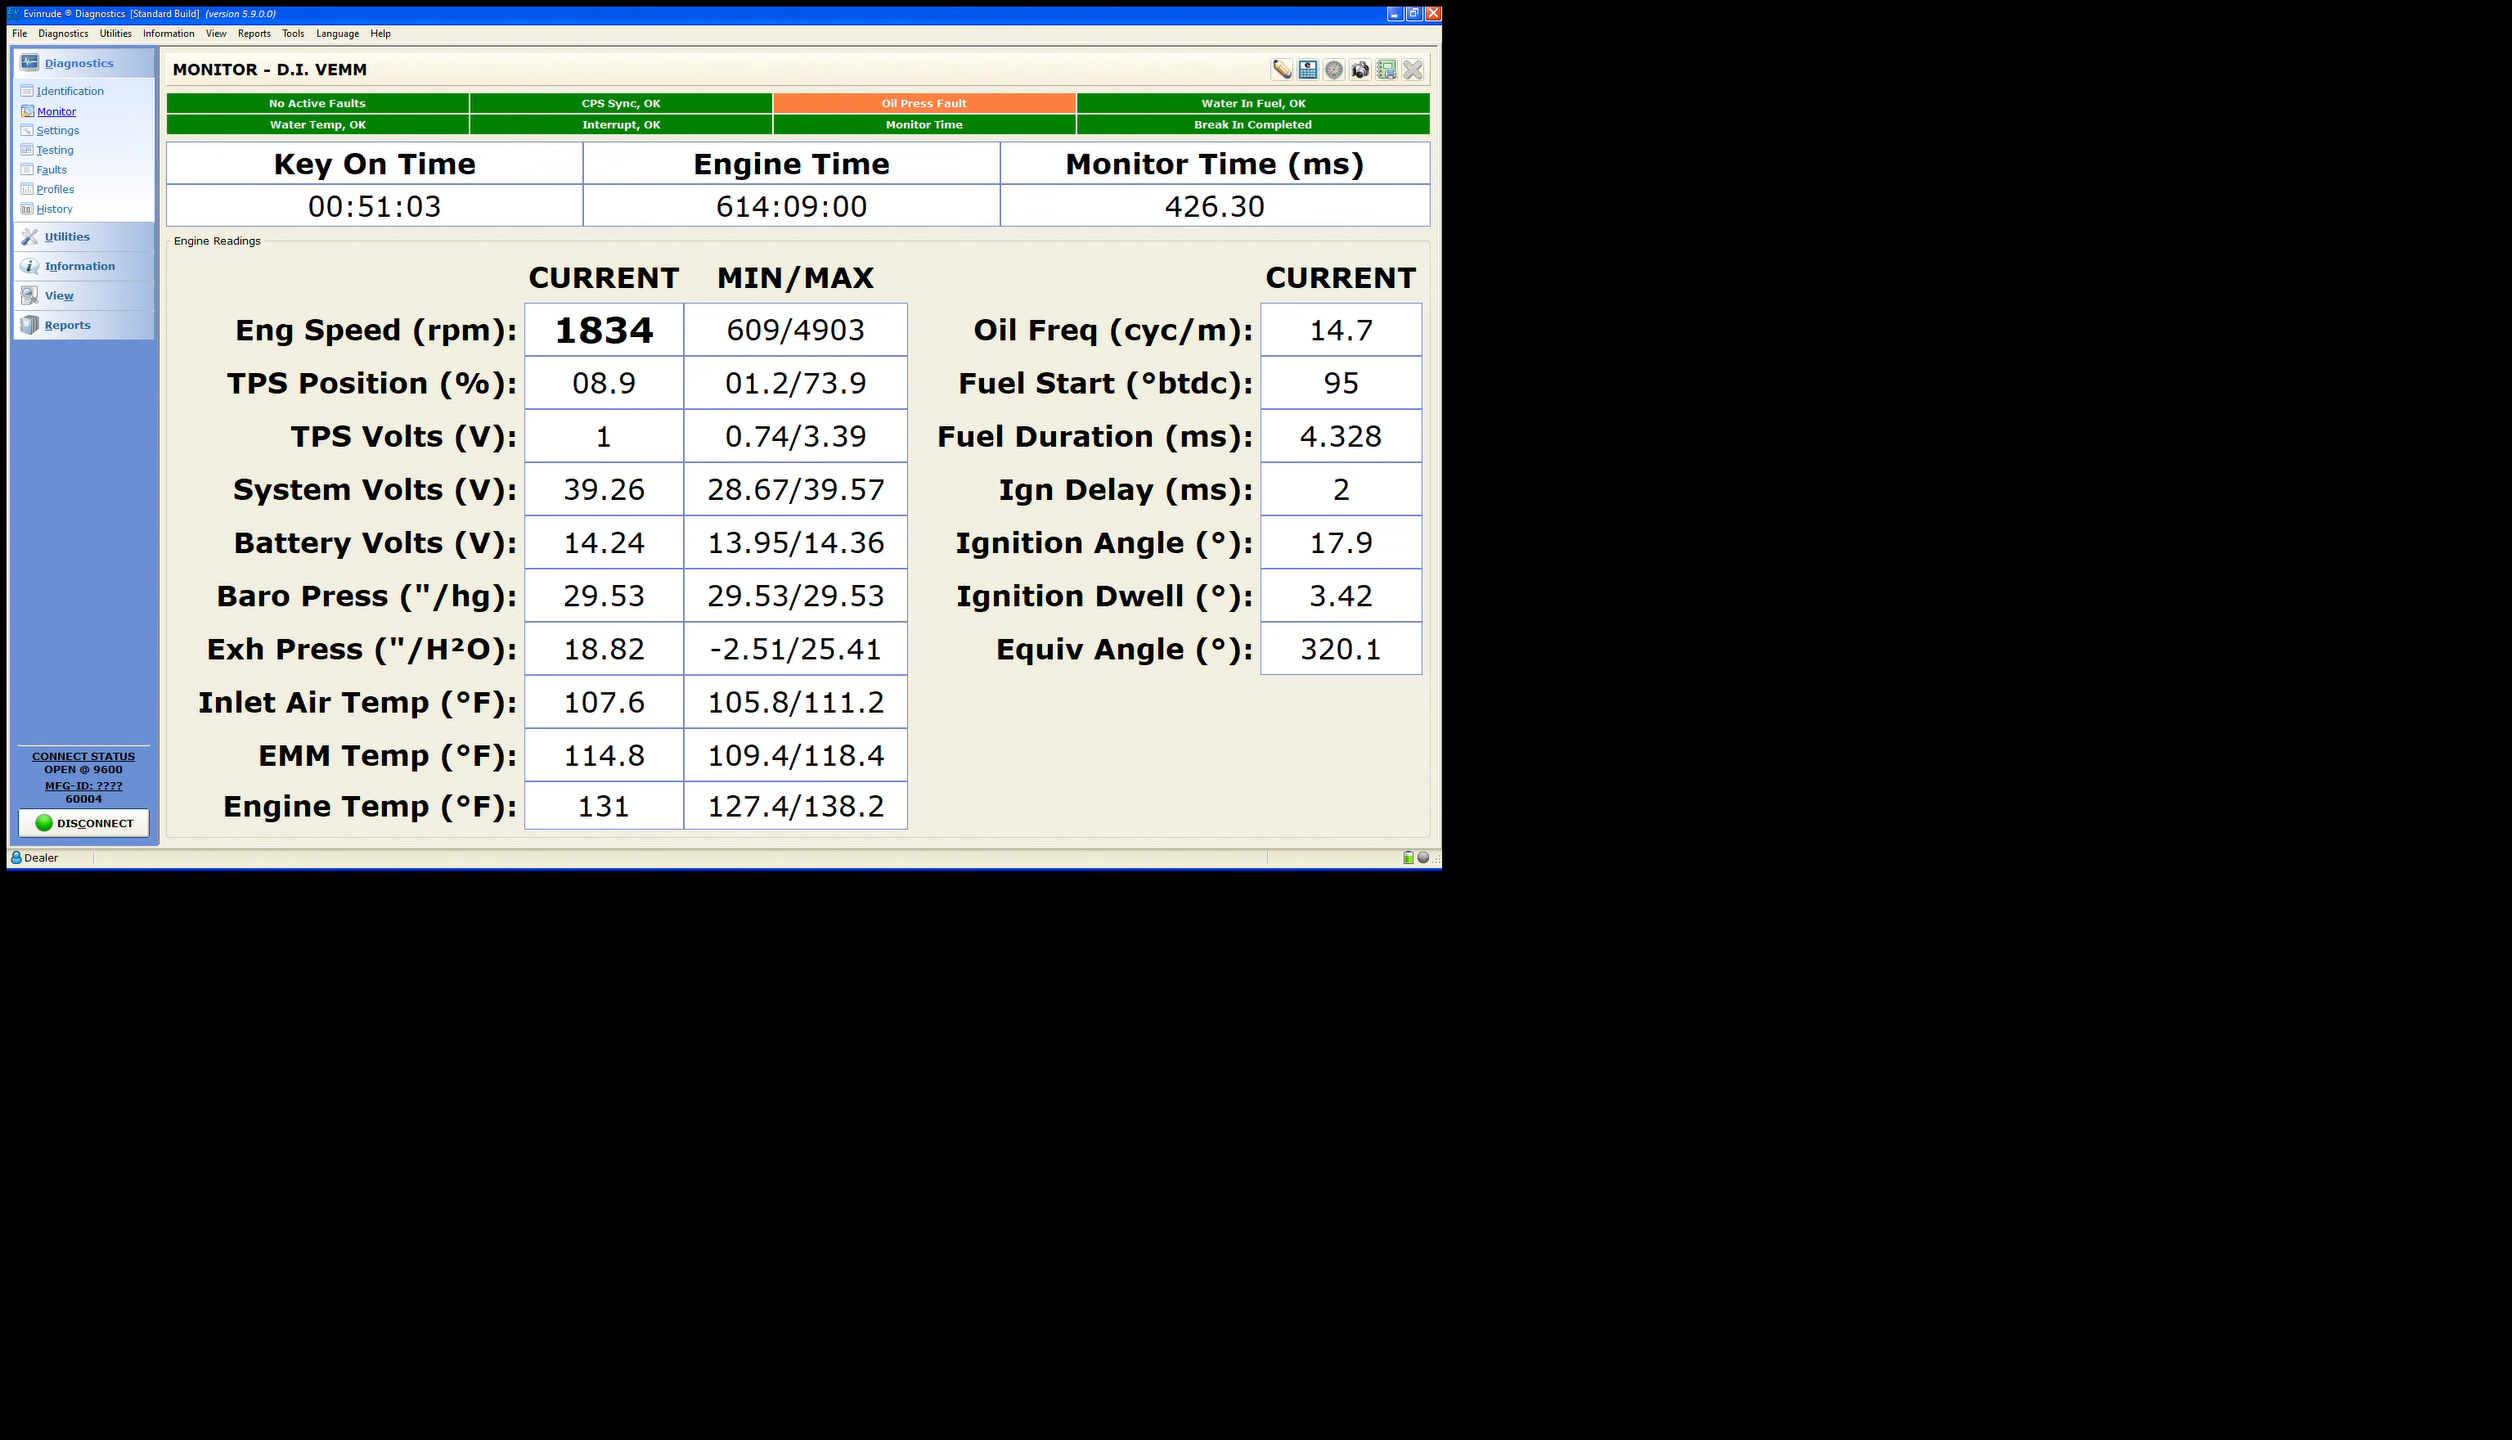 Evinrude ® Diagnostics [Standard Build] (version 5.9.0.0)
File Diagnostics Utilities Information View Reports Tools Language Help
Diagnostics
Identification
Monitor
Settings
Testing
Faults
Profiles
History
Utilities
Information
View
Reports
CONNECT STATUS
OPEN @ 9600
MFG-ID: ????
60004
DISCONNECT
MONITOR - D.I. VEMM
No Active Faults CPS Sync, OK Oil Press Fault Water In Fuel, OK
Water Temp, OK Interrupt, OK Monitor Time Break In Completed
Key On Time Engine Time Monitor Time (ms)
00:51:03 614:09:00 426.30
Engine Readings
CURRENT MIN/MAX CURRENT
Eng Speed (rpm): 1834 609/4903 Oil Freq (cyc/m): 14.7
TPS Position (%): 08.9 01.2/73.9 Fuel Start (°btdc): 95
TPS Volts (V): 1 0.74/3.39 Fuel Duration (ms): 4.328
System Volts (V): 39.26 28.67/39.57 Ign Delay (ms): 2
Battery Volts (V): 14.24 13.95/14.36 Ignition Angle (°): 17.9
Baro Press ("/hg): 29.53 29.53/29.53 Ignition Dwell (°): 3.42
Exh Press ("/H²O): 18.82 -2.51/25.41 Equiv Angle (°): 320.1
Inlet Air Temp (°F): 107.6 105.8/111.2
EMM Temp (°F): 114.8 109.4/118.4
Engine Temp (°F): 131 127.4/138.2
Dealer